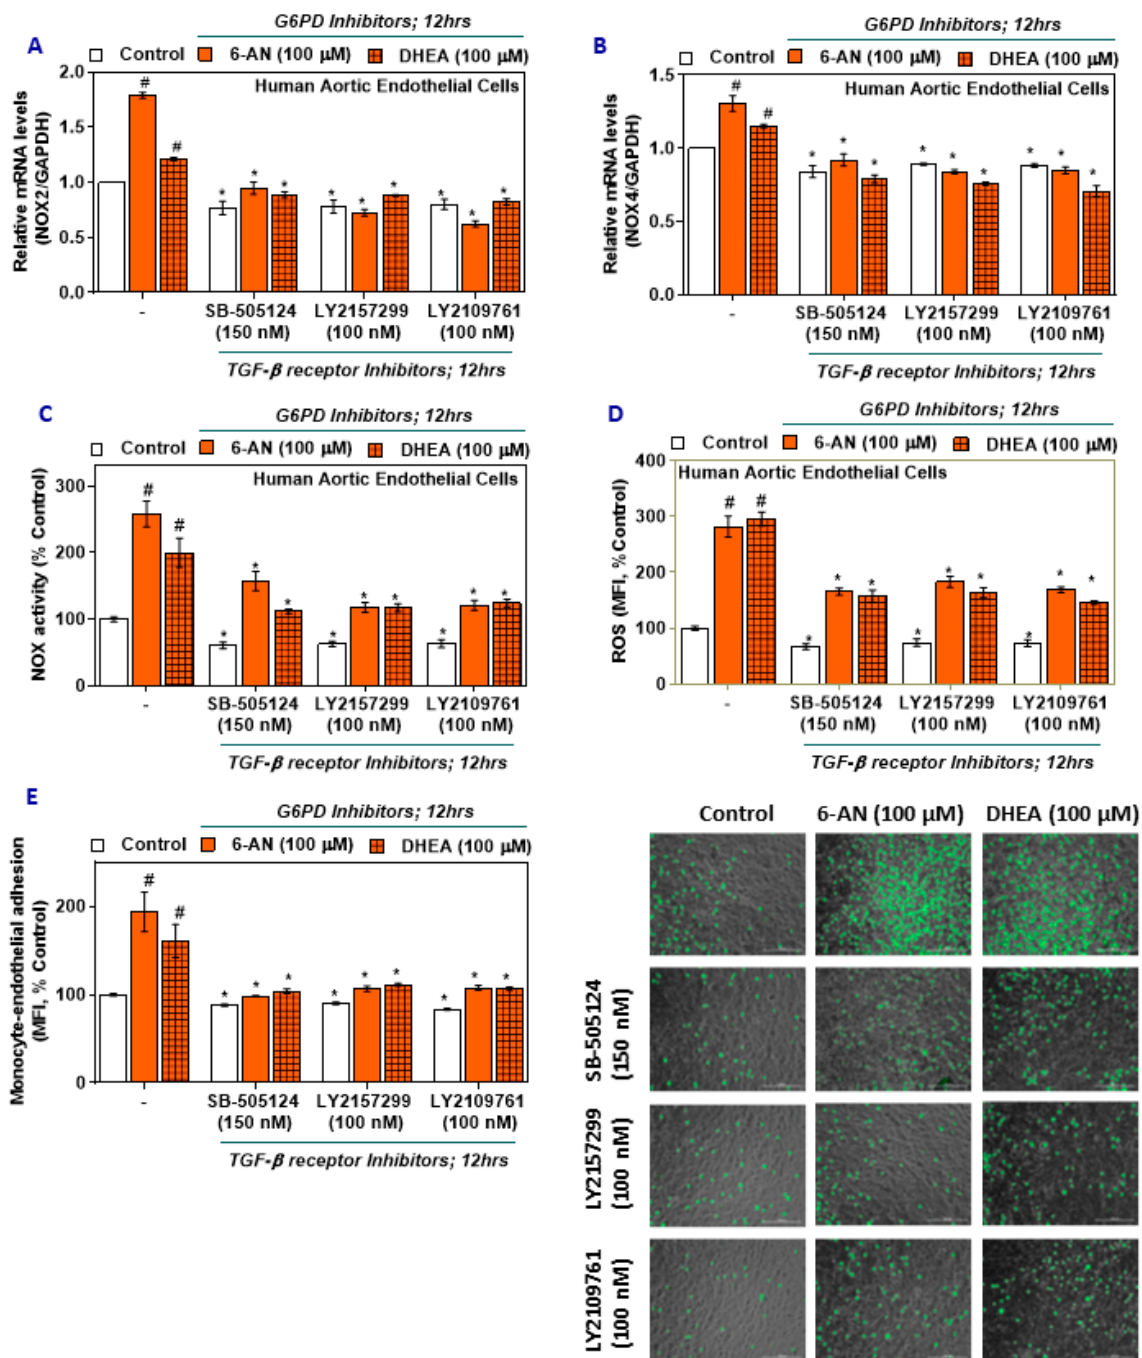 A
G6PD Inhibitors; 12hrs
Control 6-AN (100 μM) DHEA (100 μM)
Human Aortic Endothelial Cells
Relative mRNA levels
(NOX2/GAPDH)
2.0
1.5
1.0
0.5
0.0
# #
* * * * * * * * *
- SB-505124 LY2157299 LY2109761
(150 nM) (100 nM) (100 nM)
TGF-β receptor Inhibitors; 12hrs
B
G6PD Inhibitors; 12hrs
Control 6-AN (100 μM) DHEA (100 μM)
Human Aortic Endothelial Cells
Relative mRNA levels
(NOX4/GAPDH)
1.5
1.0
0.5
0.0
# #
* * * * * * * * *
- SB-505124 LY2157299 LY2109761
(150 nM) (100 nM) (100 nM)
TGF-β receptor Inhibitors; 12hrs
C
G6PD Inhibitors; 12hrs
Control 6-AN (100 μM) DHEA (100 μM)
Human Aortic Endothelial Cells
NOX activity (% Control)
300
200
100
0
# #
* * * * * * * * *
- SB-505124 LY2157299 LY2109761
(150 nM) (100 nM) (100 nM)
TGF-β receptor Inhibitors; 12hrs
D
G6PD Inhibitors; 12hrs
Control 6-AN (100 μM) DHEA (100 μM)
Human Aortic Endothelial Cells
ROS (MFI, % Control)
400
300
200
100
0
# #
* * * * * * * * *
- SB-505124 LY2157299 LY2109761
(150 nM) (100 nM) (100 nM)
TGF-β receptor Inhibitors; 12hrs
E
G6PD Inhibitors; 12hrs
Control 6-AN (100 μM) DHEA (100 μM)
Monocyte-endothelial adhesion
(MFI, % Control)
200
100
0
# #
* * * * * * * * *
- SB-505124 LY2157299 LY2109761
(150 nM) (100 nM) (100 nM)
TGF-β receptor Inhibitors; 12hrs
Control 6-AN (100 μM) DHEA (100 μM)
SB-505124
(150 nM)
LY2157299
(100 nM)
LY2109761
(100 nM)